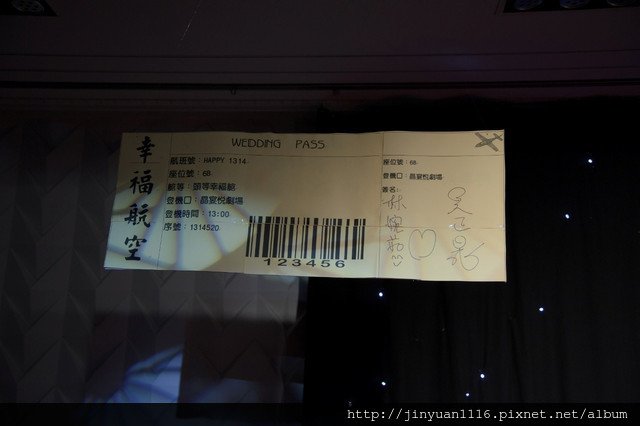 幸福航空
WEDDING PASS
航班號：HAPPY 1314
座位號：68
艙等：頭等幸福艙
登機口：晶宴悅劇場
登機時間：13:00
序號：1314520
123456
座位號：68
登機口：晶宴悅劇場
簽名：
http://jinyuan1116.pixnet.net/album